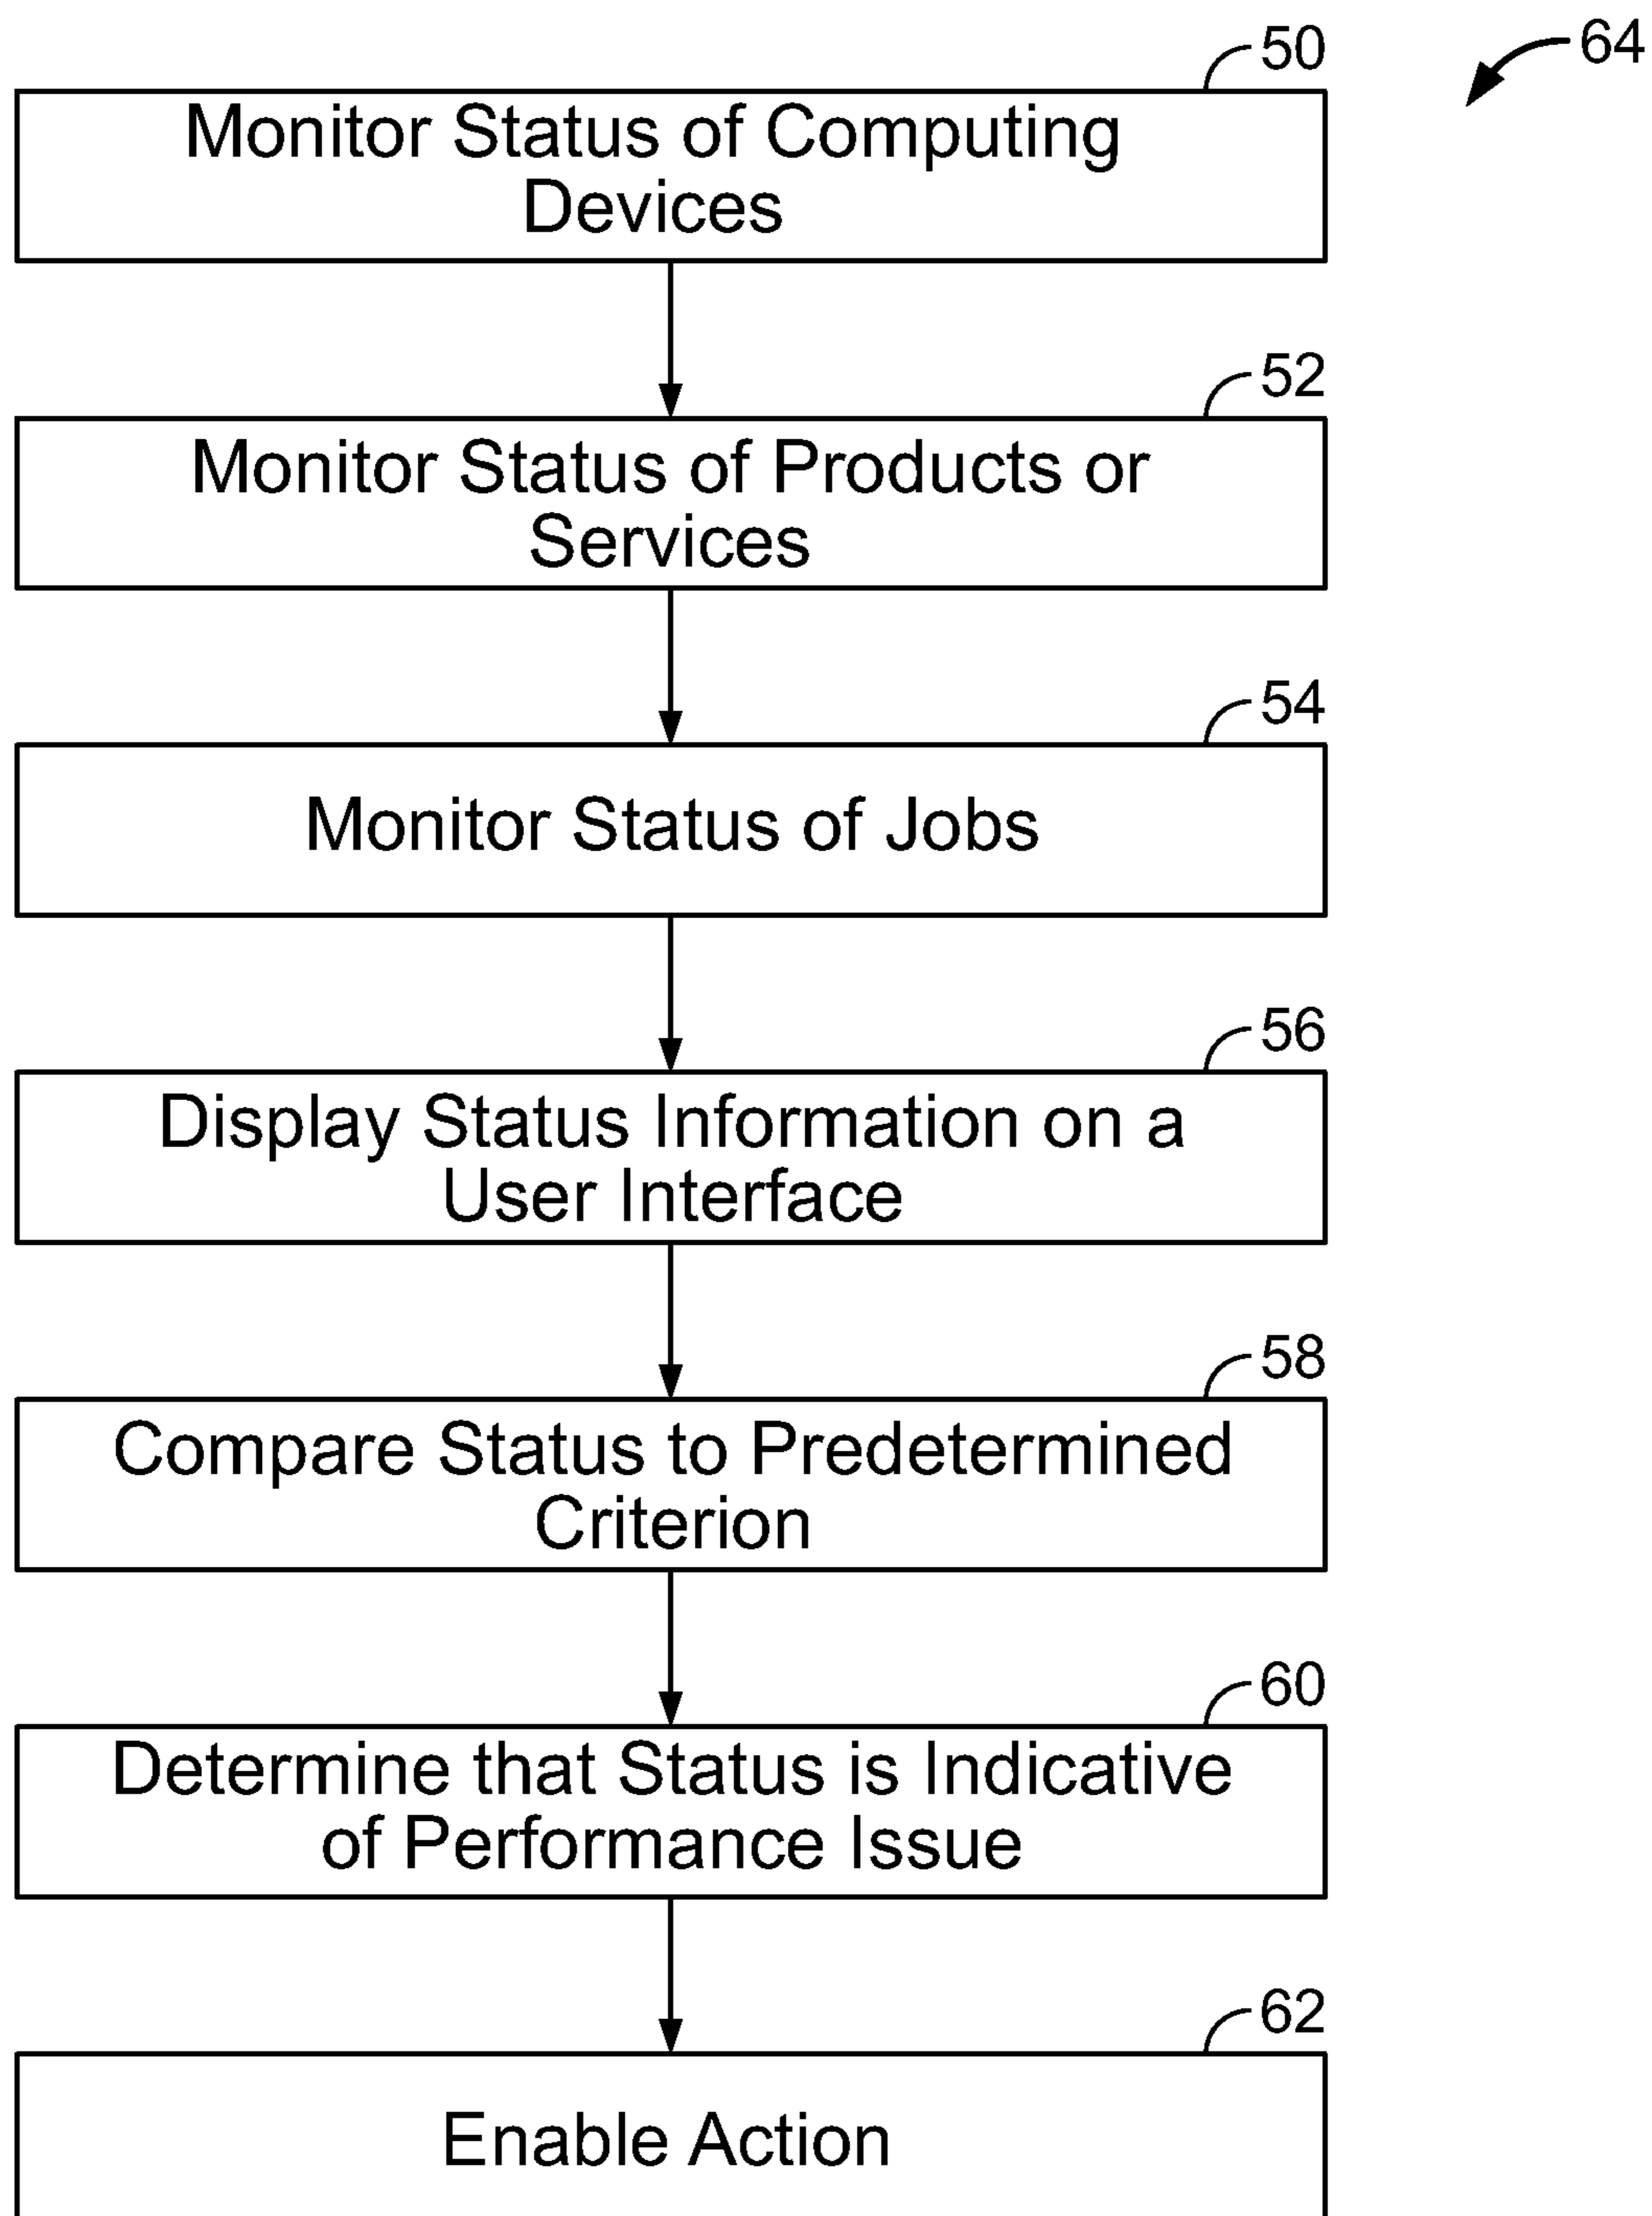 50
64
Monitor Status of Computing
Devices
52
Monitor Status of Products or
Services
54
Monitor Status of Jobs
56
Display Status Information on a
User Interface
58
Compare Status to Predetermined
Criterion
60
Determine that Status is Indicative
of Performance Issue
62
Enable Action